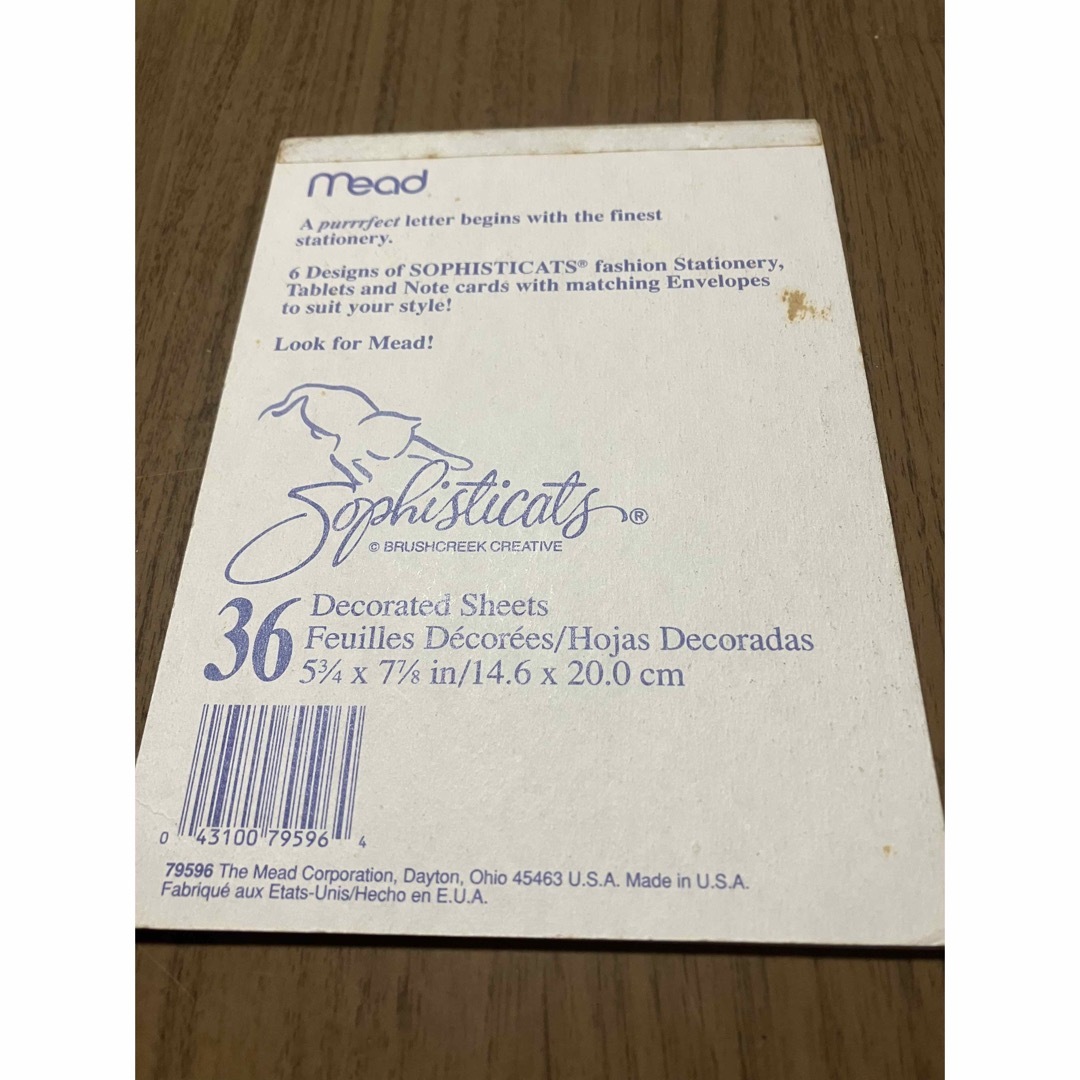 mead
A purrrfect letter begins with the finest
stationery.
6 Designs of SOPHISTICATS® fashion Stationery,
Tablets and Note cards with matching Envelopes
to suit your style!
Look for Mead!
Sophisticats®
© BRUSHCREEK CREATIVE
36 Decorated Sheets
Feuilles Décorées/Hojas Decoradas
5¾ x 7⅞ in/14.6 x 20.0 cm
0 43100 79596 4
79596 The Mead Corporation, Dayton, Ohio 45463 U.S.A. Made in U.S.A.
Fabriqué aux Etats-Unis/Hecho en E.U.A.